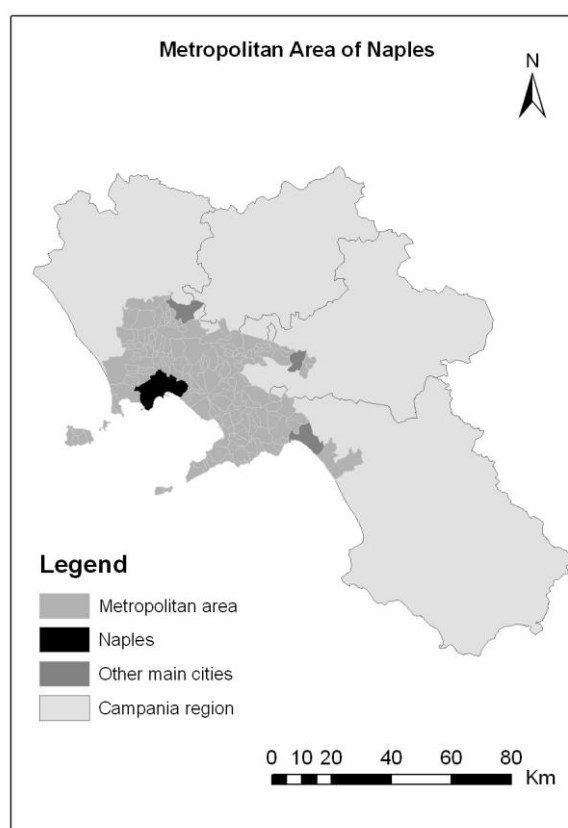 Metropolitan Area of Naples
N
Legend
Metropolitan area
Naples
Other main cities
Campania region
0 10 20 40 60 80
Km